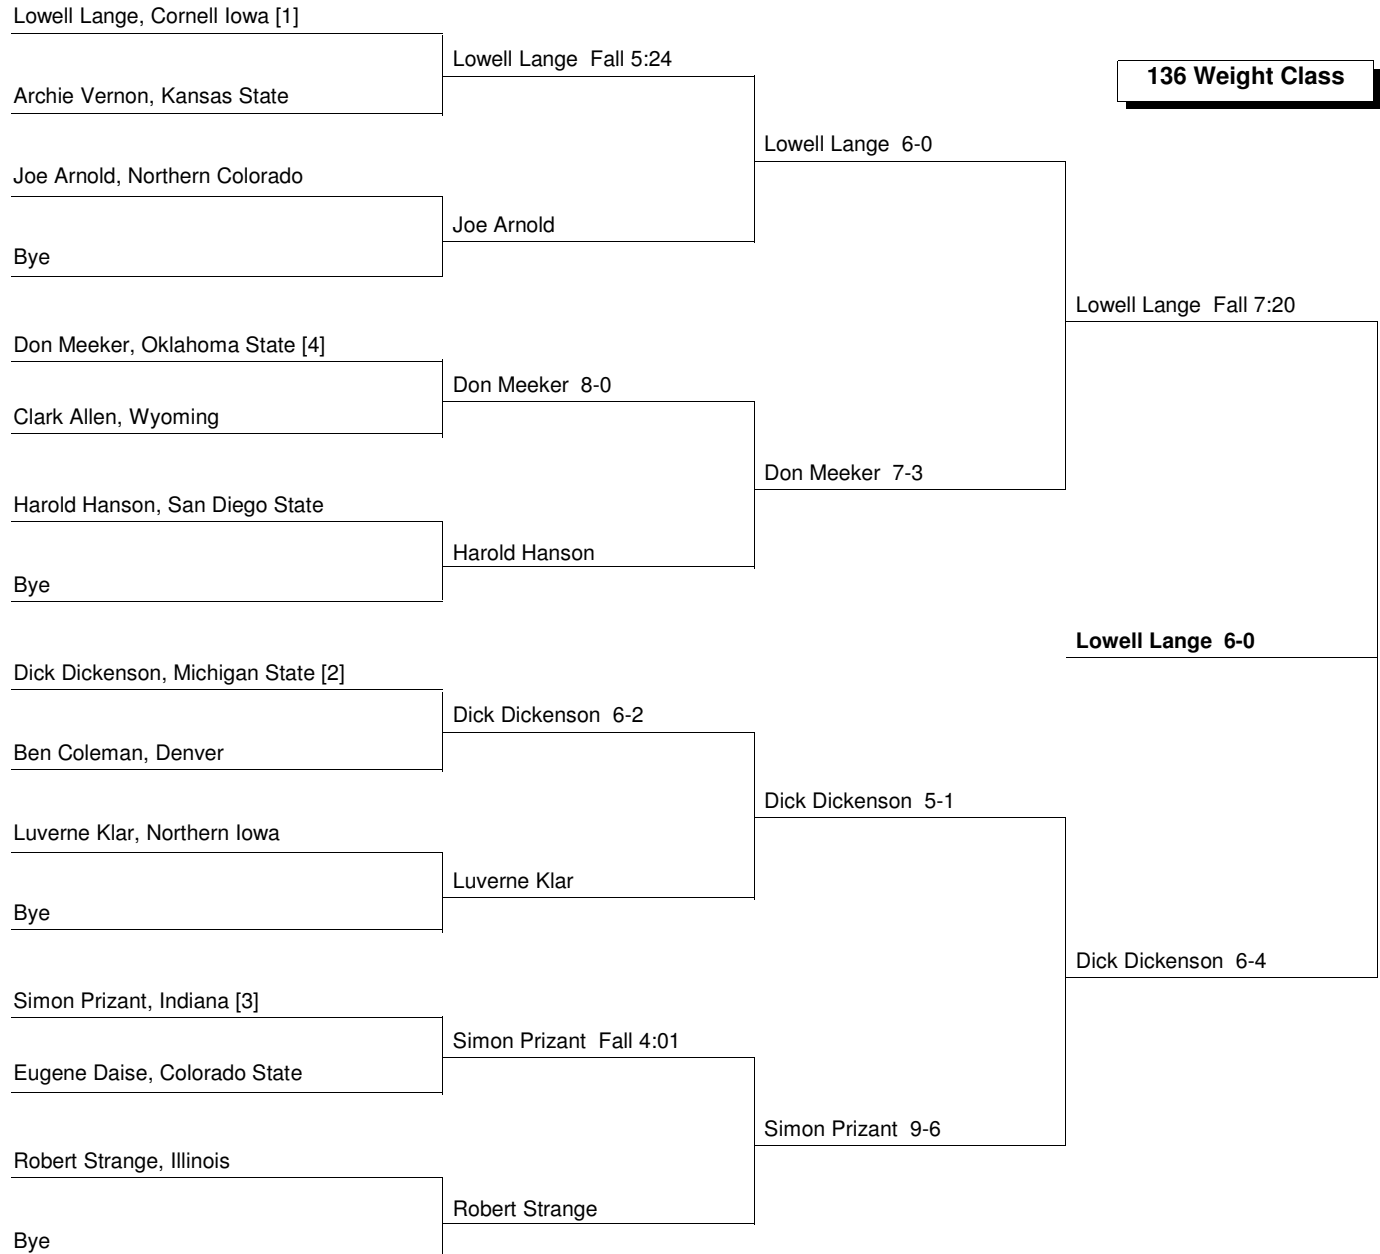 Lowell Lange, Cornell Iowa [1]
Lowell Lange  Fall 5:24
136 Weight Class
Archie Vernon, Kansas State
Lowell Lange  6-0
Joe Arnold, Northern Colorado
Joe Arnold
Bye
Lowell Lange  Fall 7:20
Don Meeker, Oklahoma State [4]
Don Meeker  8-0
Clark Allen, Wyoming
Don Meeker  7-3
Harold Hanson, San Diego State
Harold Hanson
Bye
Lowell Lange  6-0
Dick Dickenson, Michigan State [2]
Dick Dickenson  6-2
Ben Coleman, Denver
Dick Dickenson  5-1
Luverne Klar, Northern Iowa
Luverne Klar
Bye
Dick Dickenson  6-4
Simon Prizant, Indiana [3]
Simon Prizant  Fall 4:01
Eugene Daise, Colorado State
Simon Prizant  9-6
Robert Strange, Illinois
Robert Strange
Bye